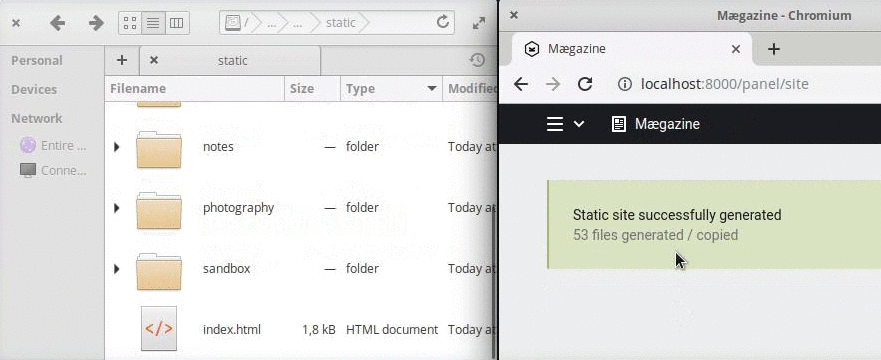 / ... ... static
Personal
Devices
Network
Entire ...
Conne...
static
Filename Size Type Modified
notes — folder Today at
photography — folder Today at
sandbox — folder Today at
</>
index.html 1,8 kB HTML document Today at
Mægazine - Chromium
Mægazine
localhost:8000/panel/site
Mægazine
Static site successfully generated
53 files generated / copied